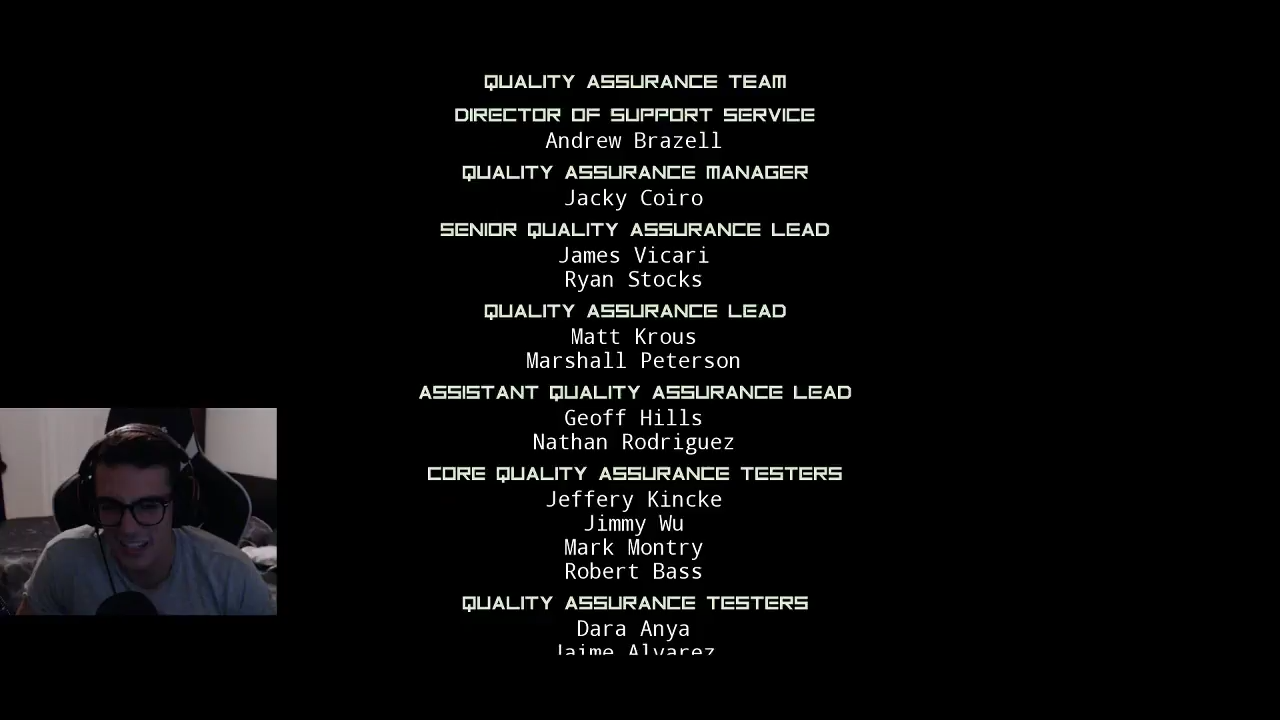 QUALITY ASSURANCE TEAM
DIRECTOR OF SUPPORT SERVICE
Andrew Brazell
QUALITY ASSURANCE MANAGER
Jacky Coiro
SENIOR QUALITY ASSURANCE LEAD
James Vicari
Ryan Stocks
QUALITY ASSURANCE LEAD
Matt Krous
Marshall Peterson
ASSISTANT QUALITY ASSURANCE LEAD
Geoff Hills
Nathan Rodriguez
CORE QUALITY ASSURANCE TESTERS
Jeffery Kincke
Jimmy Wu
Mark Montry
Robert Bass
QUALITY ASSURANCE TESTERS
Dara Anya
Jaime Alvarez